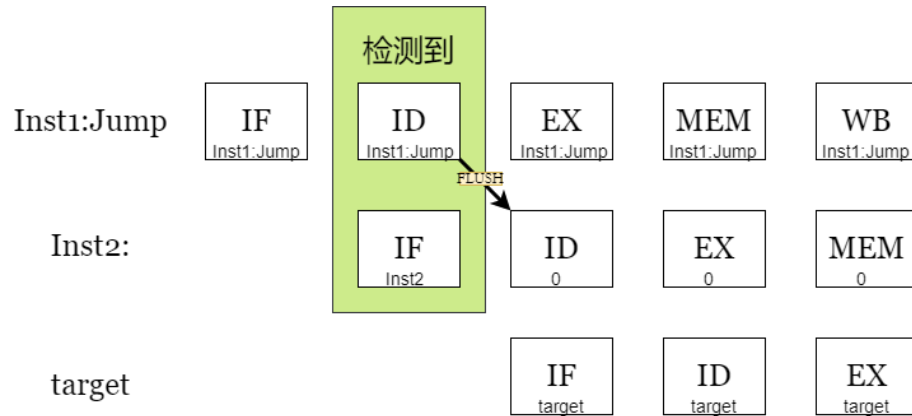 检测到
Inst1:Jump IF ID EX MEM WB
Inst1:Jump Inst1:Jump Inst1:Jump Inst1:Jump Inst1:Jump
FLUSH
Inst2: IF ID EX MEM
Inst2 0 0 0
target IF ID EX
target target target